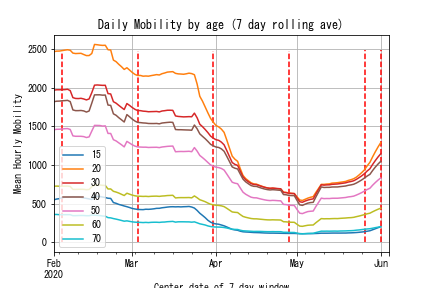 Daily Mobility by age (7 day rolling ave)
Mean Hourly Mobility
2500
2000
1500
1000
500
0
15
20
30
40
50
60
70
Feb
2020
Mar
Apr
May
Jun
Center date of 7 day window